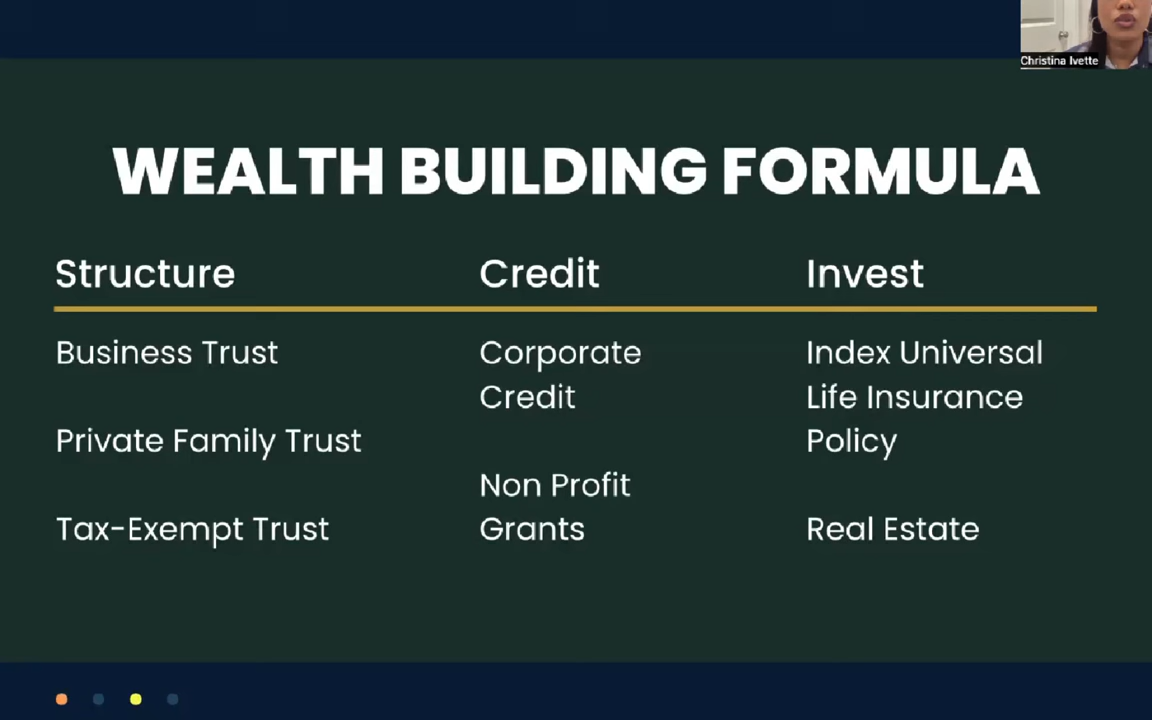 Christina Ivette
WEALTH BUILDING FORMULA
Structure
Business Trust
Private Family Trust
Tax-Exempt Trust
Credit
Corporate
Credit
Non Profit
Grants
Invest
Index Universal
Life Insurance
Policy
Real Estate